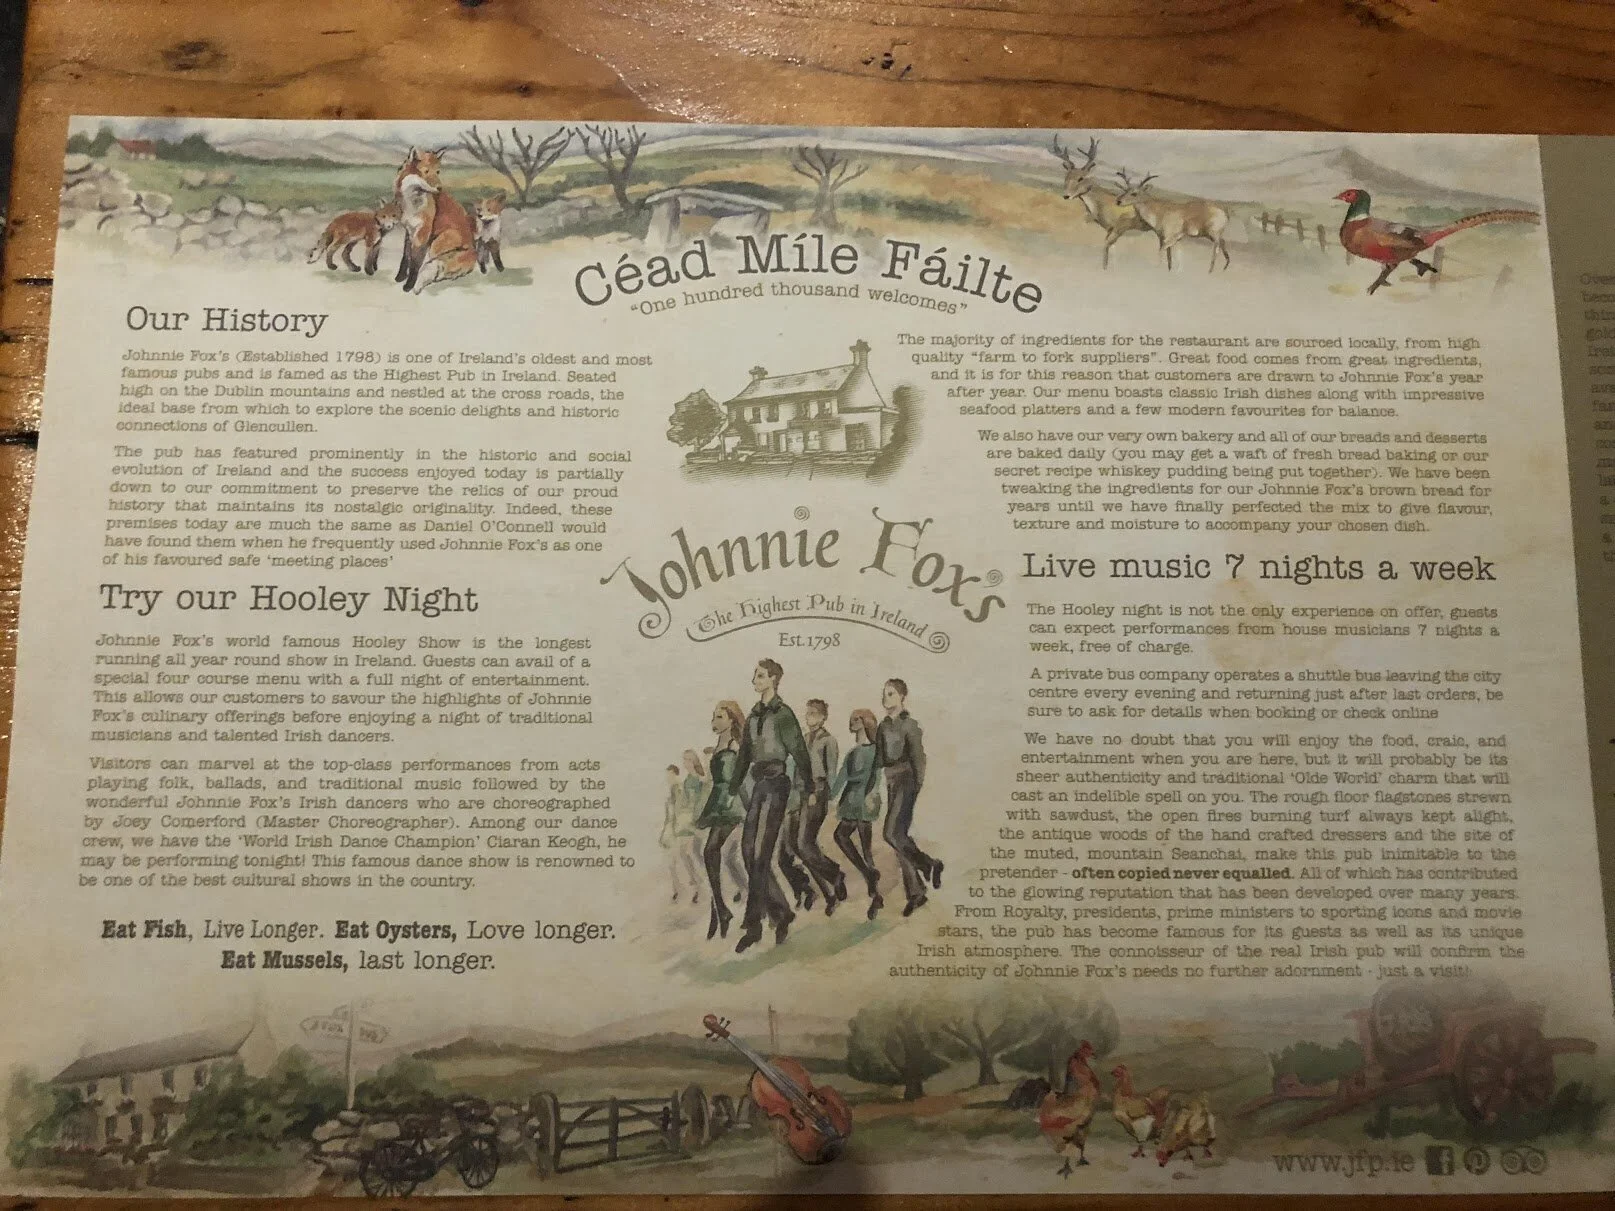 Céad Míle Fáilte
"One hundred thousand welcomes"
Our History
Johnnie Fox's (Established 1798) is one of Ireland's oldest and most
famous pubs and is famed as the Highest Pub in Ireland. Seated
high on the Dublin mountains and nestled at the cross roads, the
ideal base from which to explore the scenic delights and historic
connections of Glencullen.
The pub has featured prominently in the historic and social
evolution of Ireland and the success enjoyed today is partially
down to our commitment to preserve the relics of our proud
history that maintains its nostalgic originality. Indeed, these
premises today are much the same as Daniel O'Connell would
have found them when he frequently used Johnnie Fox's as one
of his favoured safe 'meeting places'
Try our Hooley Night
Johnnie Fox's world famous Hooley Show is the longest
running all year round show in Ireland. Guests can avail of a
special four course menu with a full night of entertainment.
This allows our customers to savour the highlights of Johnnie
Fox's culinary offerings before enjoying a night of traditional
musicians and talented Irish dancers.
Visitors can marvel at the top-class performances from acts
playing folk, ballads, and traditional music followed by the
wonderful Johnnie Fox's Irish dancers who are choreographed
by Joey Comerford (Master Choreographer). Among our dance
crew, we have the 'World Irish Dance Champion' Ciaran Keogh, he
may be performing tonight! This famous dance show is renowned to
be one of the best cultural shows in the country.
Eat Fish, Live Longer. Eat Oysters, Love longer.
Eat Mussels, last longer.
Johnnie Fox's
The Highest Pub in Ireland
Est.1798
The majority of ingredients for the restaurant are sourced locally, from high
quality "farm to fork suppliers". Great food comes from great ingredients,
and it is for this reason that customers are drawn to Johnnie Fox's year
after year. Our menu boasts classic Irish dishes along with impressive
seafood platters and a few modern favourites for balance.
We also have our very own bakery and all of our breads and desserts
are baked daily (you may get a waft of fresh bread baking or our
secret recipe whiskey pudding being put together). We have been
tweaking the ingredients for our Johnnie Fox's brown bread for
years until we have finally perfected the mix to give flavour,
texture and moisture to accompany your chosen dish.
Live music 7 nights a week
The Hooley night is not the only experience on offer, guests
can expect performances from house musicians 7 nights a
week, free of charge.
A private bus company operates a shuttle bus leaving the city
centre every evening and returning just after last orders, be
sure to ask for details when booking or check online
We have no doubt that you will enjoy the food, craic, and
entertainment when you are here, but it will probably be its
sheer authenticity and traditional 'Olde World' charm that will
cast an indelible spell on you. The rough floor flagstones strewn
with sawdust, the open fires burning turf always kept alight,
the antique woods of the hand crafted dressers and the site of
the muted, mountain Seanchai, make this pub inimitable to the
pretender - often copied never equalled. All of which has contributed
to the glowing reputation that has been developed over many years.
From Royalty, presidents, prime ministers to sporting icons and movie
stars, the pub has become famous for its guests as well as its unique
Irish atmosphere. The connoisseur of the real Irish pub will confirm the
authenticity of Johnnie Fox's needs no further adornment - just a visit!
www.jfp.ie